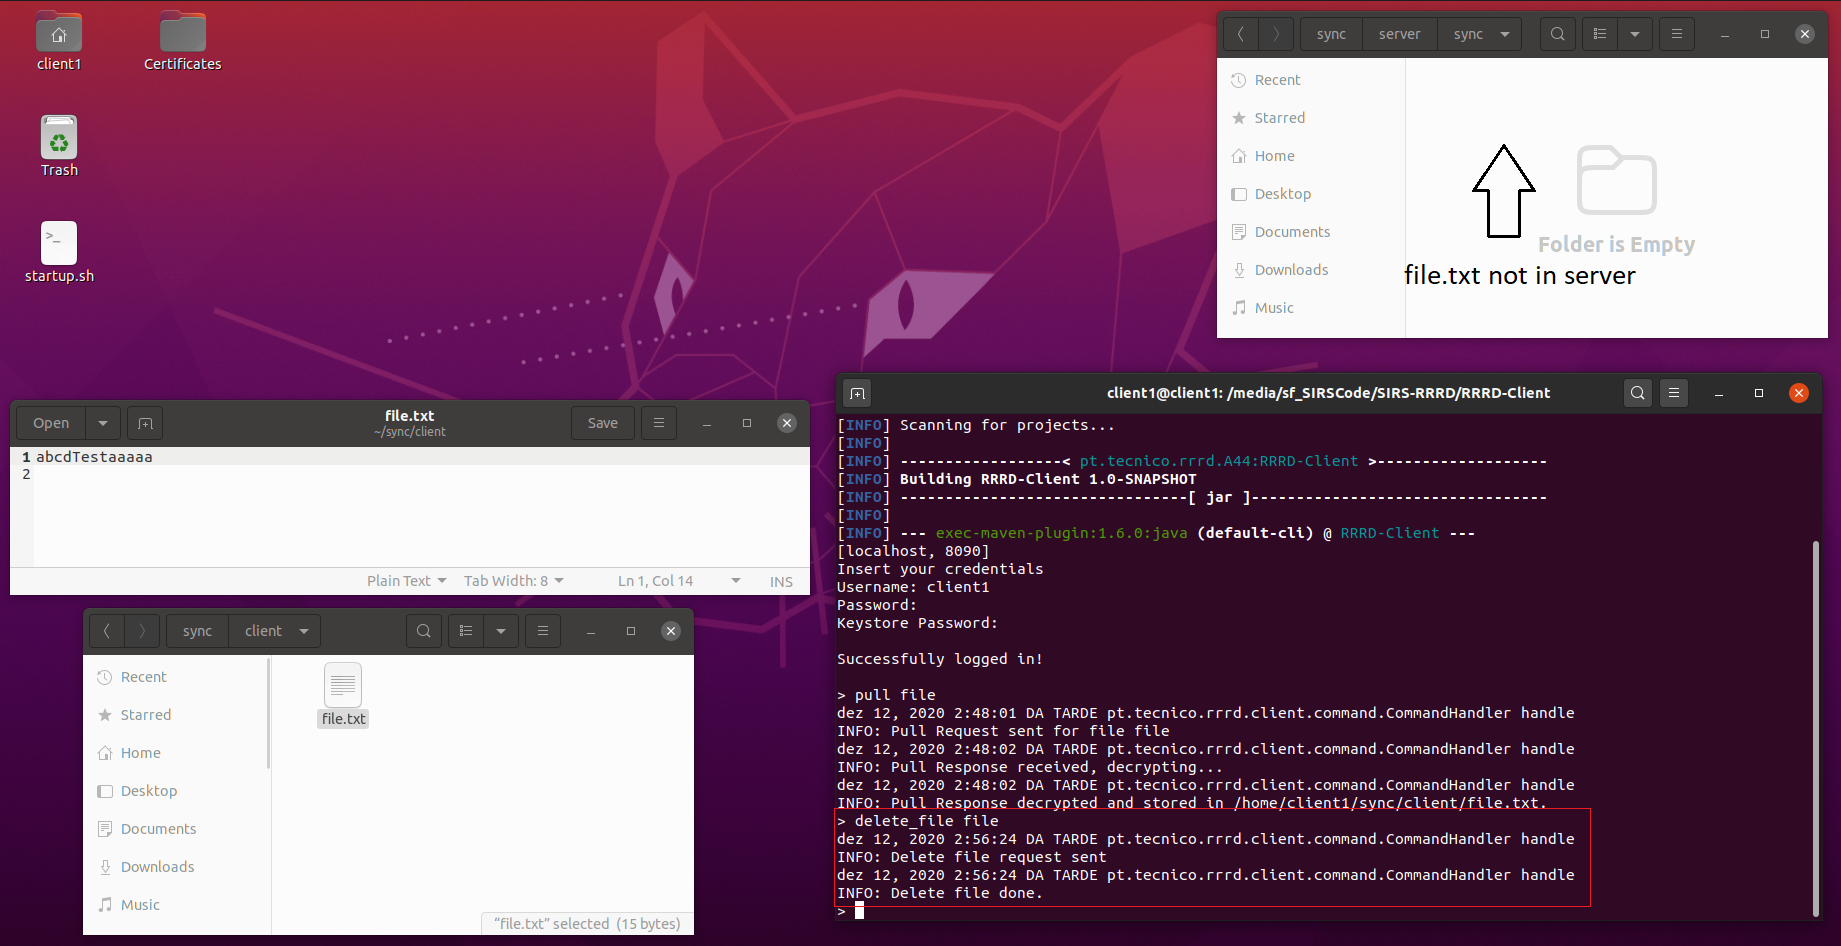 client1
Certificates
Trash
>_
startup.sh
sync server sync
Recent
Starred
Home
Desktop
Documents
Downloads
Music
Folder is Empty
file.txt not in server
Open
file.txt
~/sync/client
Save
1 abcdTestaaaaa
2
Plain Text Tab Width: 8 Ln 1, Col 14 INS
sync client
Recent
Starred
Home
Desktop
Documents
Downloads
Music
file.txt
“file.txt” selected (15 bytes)
client1@client1: /media/sf_SIRSCode/SIRS-RRRD/RRRD-Client
[INFO] Scanning for projects...
[INFO]
[INFO] ------------------< pt.tecnico.rrrd.A44:RRRD-Client >-------------------
[INFO] Building RRRD-Client 1.0-SNAPSHOT
[INFO] --------------------------------[ jar ]---------------------------------
[INFO]
[INFO] --- exec-maven-plugin:1.6.0:java (default-cli) @ RRRD-Client ---
[localhost, 8090]
Insert your credentials
Username: client1
Password:
Keystore Password:
Successfully logged in!
> pull file
dez 12, 2020 2:48:01 DA TARDE pt.tecnico.rrrd.client.command.CommandHandler handle
INFO: Pull Request sent for file file
dez 12, 2020 2:48:02 DA TARDE pt.tecnico.rrrd.client.command.CommandHandler handle
INFO: Pull Response received, decrypting...
dez 12, 2020 2:48:02 DA TARDE pt.tecnico.rrrd.client.command.CommandHandler handle
INFO: Pull Response decrypted and stored in /home/client1/sync/client/file.txt.
> delete_file file
dez 12, 2020 2:56:24 DA TARDE pt.tecnico.rrrd.client.command.CommandHandler handle
INFO: Delete file request sent
dez 12, 2020 2:56:24 DA TARDE pt.tecnico.rrrd.client.command.CommandHandler handle
INFO: Delete file done.
>